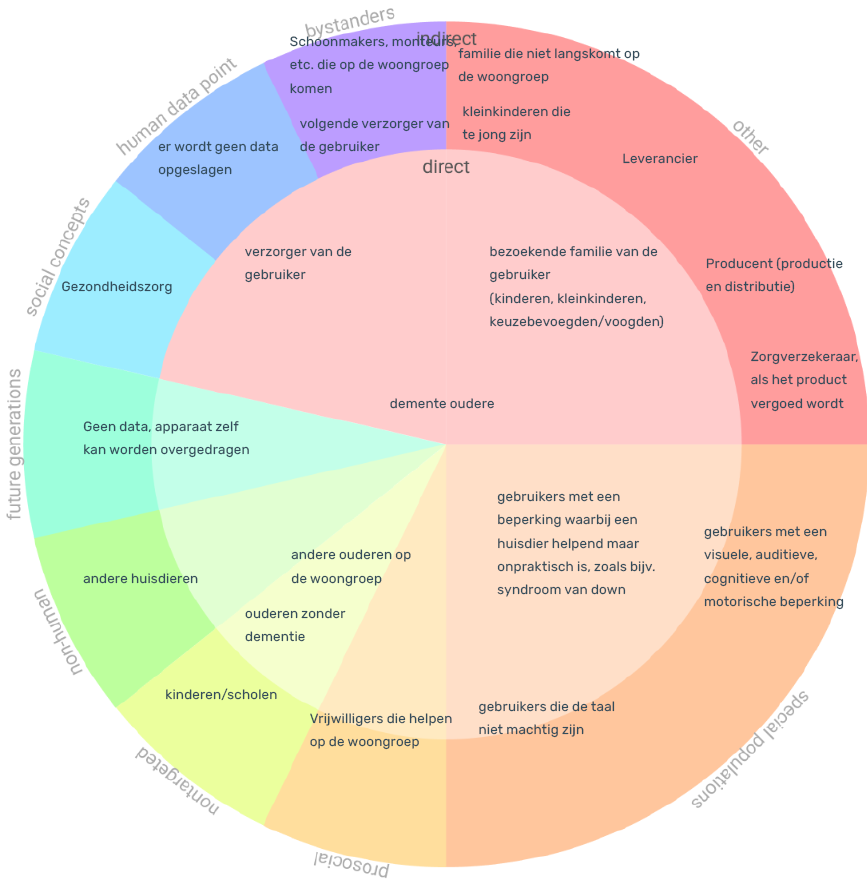 bystanders
indirect
Schoonmakers, monteurs,
etc. die op de woongroep
komen
volgende verzorger van
de gebruiker
familie die niet langskomt op
de woongroep
kleinkinderen die
te jong zijn
other
Leverancier
Producent (productie
en distributie)
Zorgverzekeraar,
als het product
vergoed wordt
human data point
er wordt geen data
opgeslagen
direct
social concepts
Gezondheidszorg
verzorger van de
gebruiker
bezoekende familie van de
gebruiker
(kinderen, kleinkinderen,
keuzebevoegden/voogden)
demente oudere
future generations
Geen data, apparaat zelf
kan worden overgedragen
gebruikers met een
beperking waarbij een
huisdier helpend maar
onpraktisch is, zoals bijv.
syndroom van down
gebruikers met een
visuele, auditieve,
cognitieve en/of
motorische beperking
non-human
andere huisdieren
andere ouderen op
de woongroep
ouderen zonder
dementie
nontargeted
kinderen/scholen
Vrijwilligers die helpen
op de woongroep
gebruikers die de taal
niet machtig zijn
special populations
prosocial